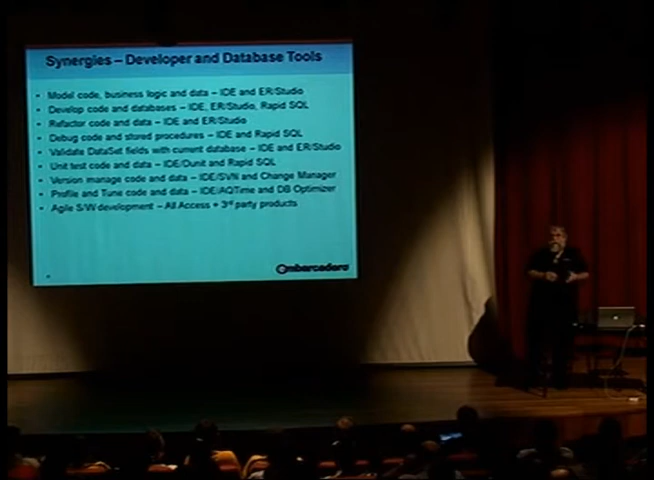 Synergies – Developer and Database Tools
• Model code, business logic and data – IDE and ER/Studio
• Develop code and databases – IDE, ER/Studio, Rapid SQL
• Refactor code and data – IDE and ER/Studio
• Debug code and stored procedures – IDE and Rapid SQL
• Validate DataSet fields with current database – IDE and ER/Studio
• Unit test code and data – IDE/Dunit and Rapid SQL
• Version manage code and data – IDE/SVN and Change Manager
• Profile and Tune code and data – IDE/AQTime and DB Optimizer
• Agile S/W development – All Access + 3rd party products
embarcadero